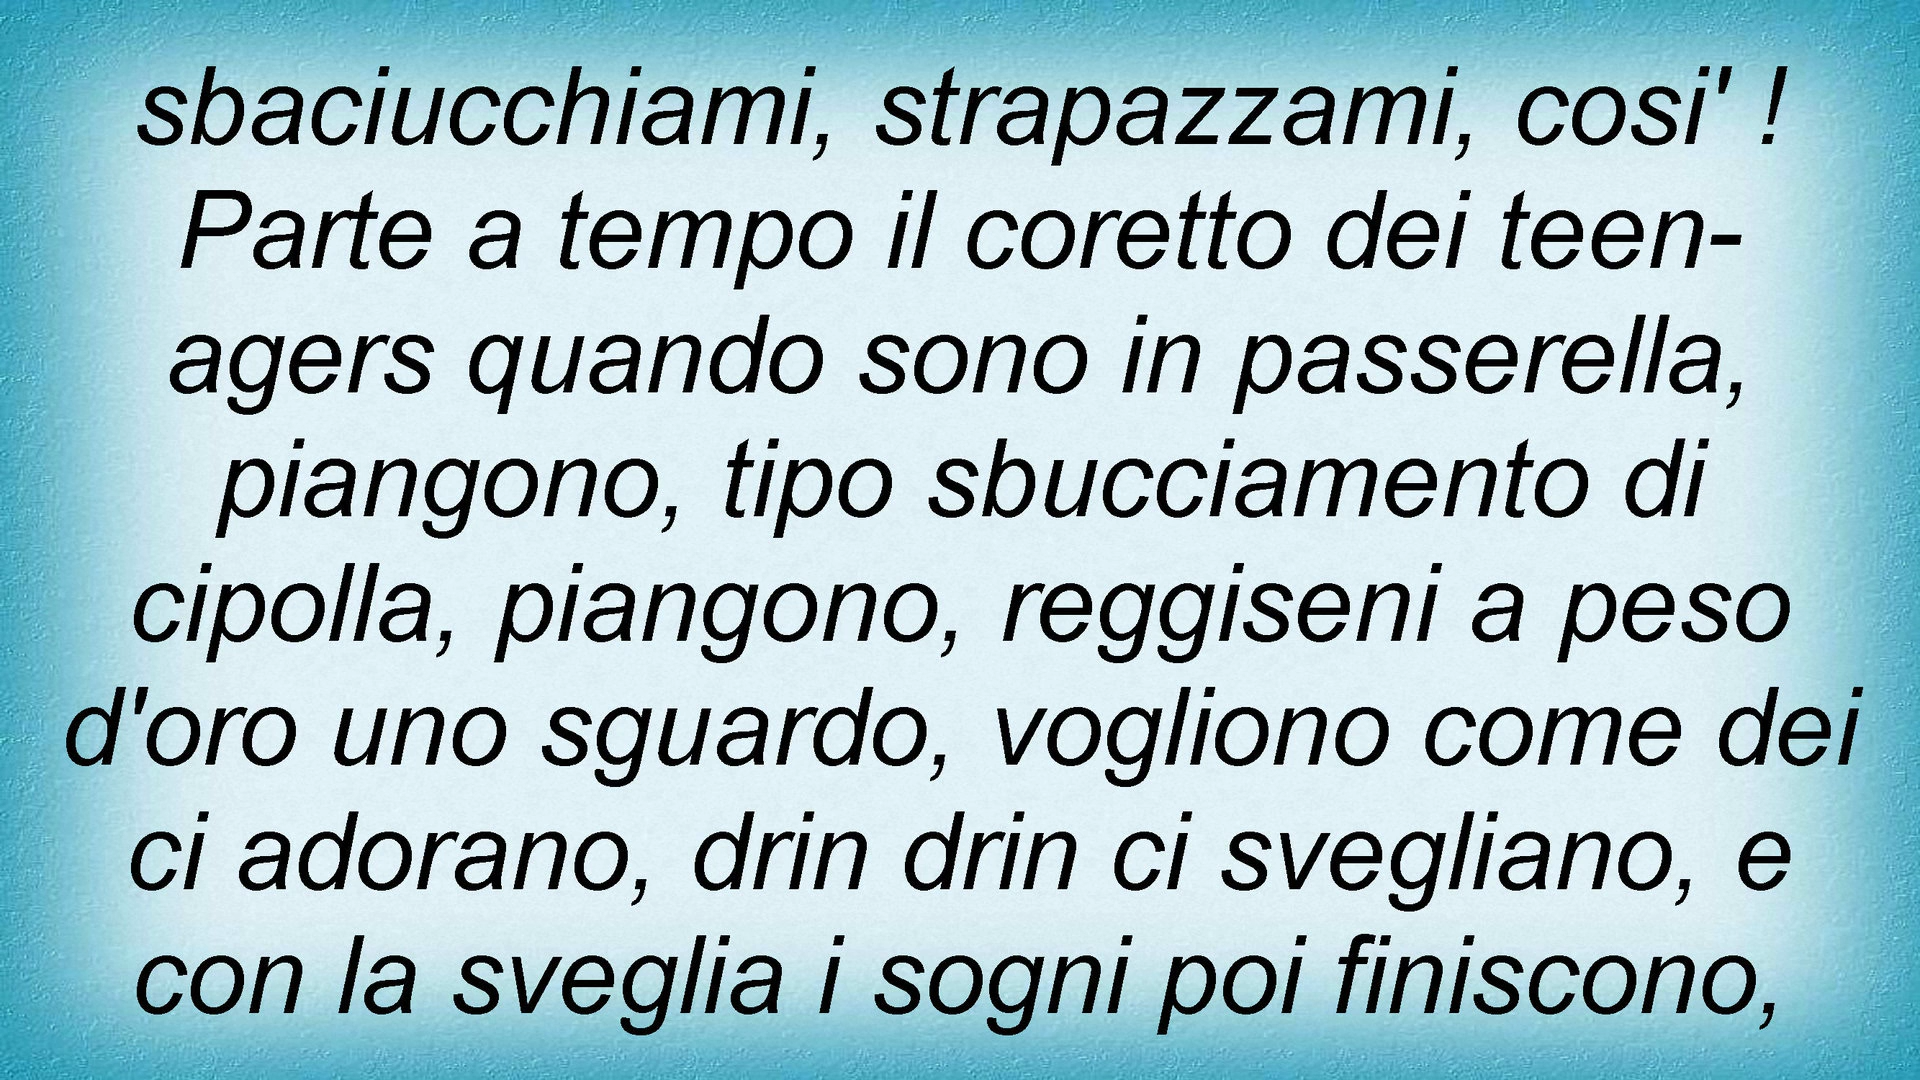 sbaciucchiami, strapazzami, cosi' !
Parte a tempo il coretto dei teen-
agers quando sono in passerella,
piangono, tipo sbucciamento di
cipolla, piangono, reggiseni a peso
d'oro uno sguardo, vogliono come dei
ci adorano, drin drin ci svegliano, e
con la sveglia i sogni poi finiscono,